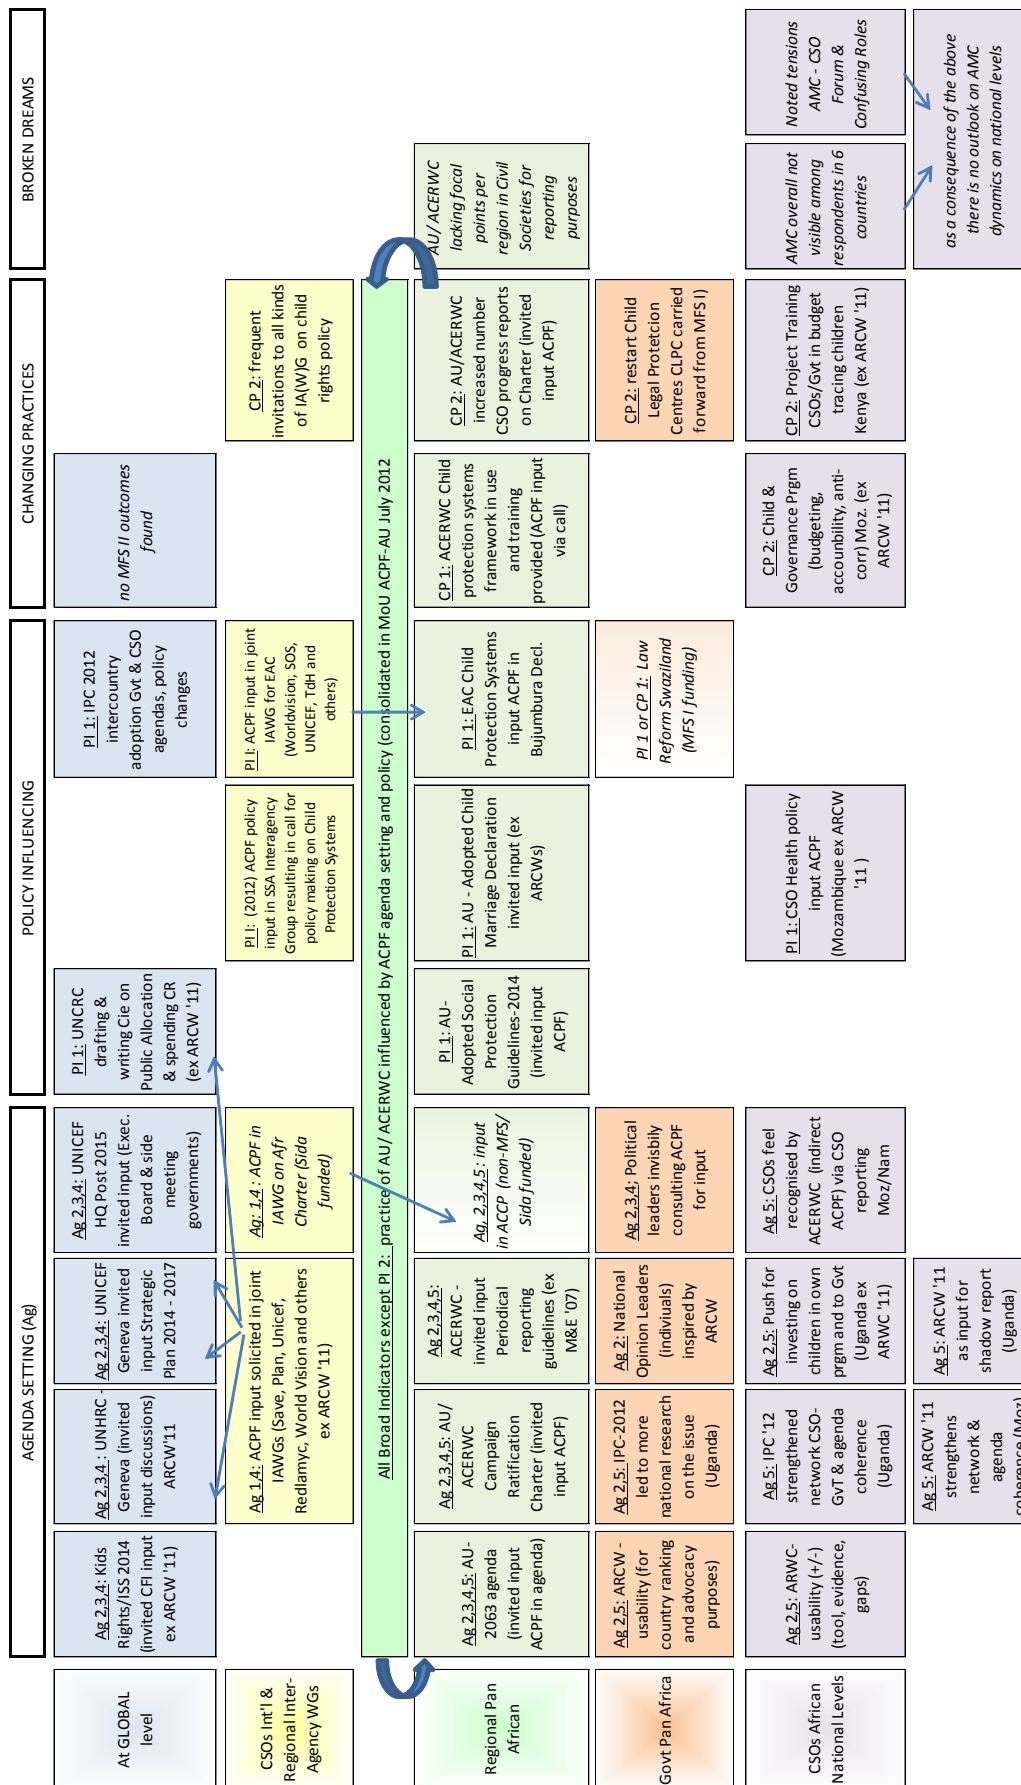 AGENDA SETTING (Ag)
POLICY INFLUENCING
CHANGING PRACTICES
BROKEN DREAMS
At GLOBAL
level
Ag 2,3,4: Kids
Rights/ISS 2014
(invited CFI input
ex ARCW '11)
Ag 2,3,4 : UNHRC -
Geneva (invited
input discussions)
ARCW'11
Ag 2,3,4: UNICEF
Geneva invited
input Strategic
Plan 2014 - 2017
Ag 2,3,4: UNICEF
HQ Post 2015
invited input (Exec.
Board & side
meeting
governments)
PI 1: UNCRC
drafting &
writing Cie on
Public Allocation
& spending CR
(ex ARCW '11)
PI 1: IPC 2012
intercountry
adoption Gvt & CSO
agendas, policy
changes
no MFS II outcomes
found
CSOs Int'l &
Regional Inter-
Agency WGs
Ag 1,4: ACPF input solicited in joint
IAWGs (Save, Plan, Unicef,
Redlamyc, World Vision and others
ex ARCW '11)
Ag: 1,4 : ACPF in
IAWG on Afr
Charter (Sida
funded)
PI I: (2012) ACPF policy
input in SSA Interagency
Group resulting in call for
policy making on Child
Protection Systems
PI I: ACPF input in joint
IAWG for EAC
(Worldvision, SOS,
UNICEF, TdH and
others)
CP 2: frequent
invitations to all kinds
of IA(W)G on child
rights policy
All Broad Indicators except PI 2: practice of AU/ ACERWC influenced by ACPF agenda setting and policy (consolidated in MoU ACPF-AU July 2012
Regional Pan
African
Ag 2,3,4,5: AU-
2063 agenda
(invited input
ACPF in agenda)
Ag 2,3,4,5: AU/
ACERWC
Campaign
Ratification
Charter (invited
input ACPF)
Ag 2,3,4,5:
ACERWC -
invited input
Periodical
reporting
guidelines (ex
M&E '07)
Ag, 2,3,4,5 : input
in ACCP (non-MFS/
Sida funded)
PI 1: AU-
Adopted Social
Protection
Guidelines-2014
(invited input
ACPF)
PI 1: AU - Adopted Child
Marriage Declaration
invited input (ex
ARCWs)
PI 1: EAC Child
Protection Systems
input ACPF in
Bujumbura Decl.
CP 1: ACERWC Child
protection systems
framework in use
and training
provided (ACPF input
via call)
CP 2: AU/ACERWC
increased number
CSO progress reports
on Charter (invited
input ACPF)
AU/ ACERWC
lacking focal
points per
region in Civil
Societies for
reporting
purposes
Govt Pan Africa
Ag 2,5: ARCW -
usability (for
country ranking
and advocacy
purposes)
Ag 2,5: IPC-2012
led to more
national research
on the issue
(Uganda)
Ag 2: National
Opinion Leaders
(indiviuals)
inspired by
ARCW
Ag 2,3,4; Political
leaders invisibly
consulting ACPF
for input
PI 1 or CP 1: Law
Reform Swaziland
(MFS I funding)
CP 2: restart Child
Legal Protetcion
Centres CLPC carried
forward from MFS I)
CSOs African
National Levels
Ag 2,5: ARWC-
usability (+/-)
(tool, evidence,
gaps)
Ag 5: IPC '12
strengthened
network CSO-
GvT & agenda
coherence
(Uganda)
Ag 2,5: Push for
investing on
children in own
prgm and to Gvt
(Uganda ex
ARWC '11)
Ag 5: CSOs feel
recognised by
ACERWC (indirect
ACPF) via CSO
reporting
Moz/Nam
PI 1: CSO Health policy
input ACPF
(Mozambique ex ARCW
'11 )
CP 2: Child &
Governance Prgm
(budgeting,
accounbility, anti-
corr) Moz. (ex
ARCW '11)
CP 2: Project Training
CSOs/Gvt in budget
tracing children
Kenya (ex ARCW '11)
AMC overall not
visible among
respondents in 6
countries
Noted tensions
AMC - CSO
Forum &
Confusing Roles
Ag 5: ARCW '11
strengthens
network &
agenda
coherence (Moz)
Ag 5: ARCW '11
as input for
shadow report
(Uganda)
as a consequence of the above
there is no outlook on AMC
dynamics on national levels